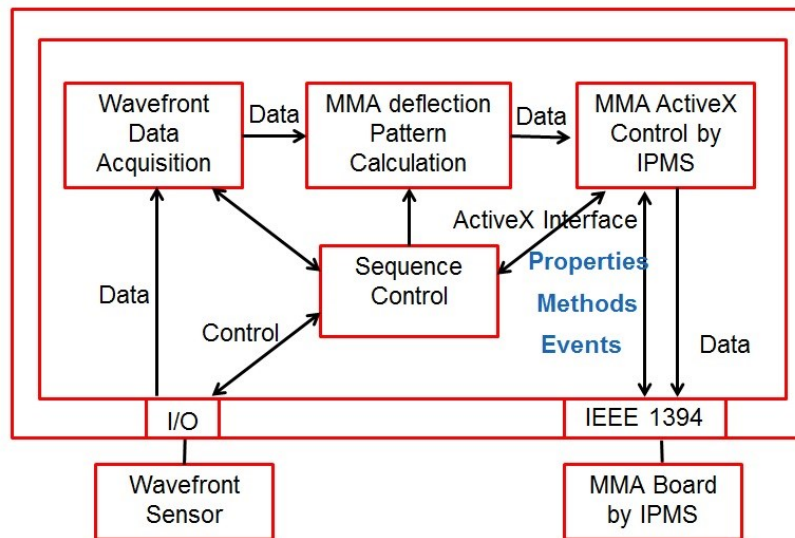 Wavefront
Data
Acquisition
Data
MMA deflection
Pattern
Calculation
Data
MMA ActiveX
Control by
IPMS
ActiveX Interface
Sequence
Control
Properties
Methods
Events
Data
Control
Data
I/O
IEEE 1394
Wavefront
Sensor
MMA Board
by IPMS